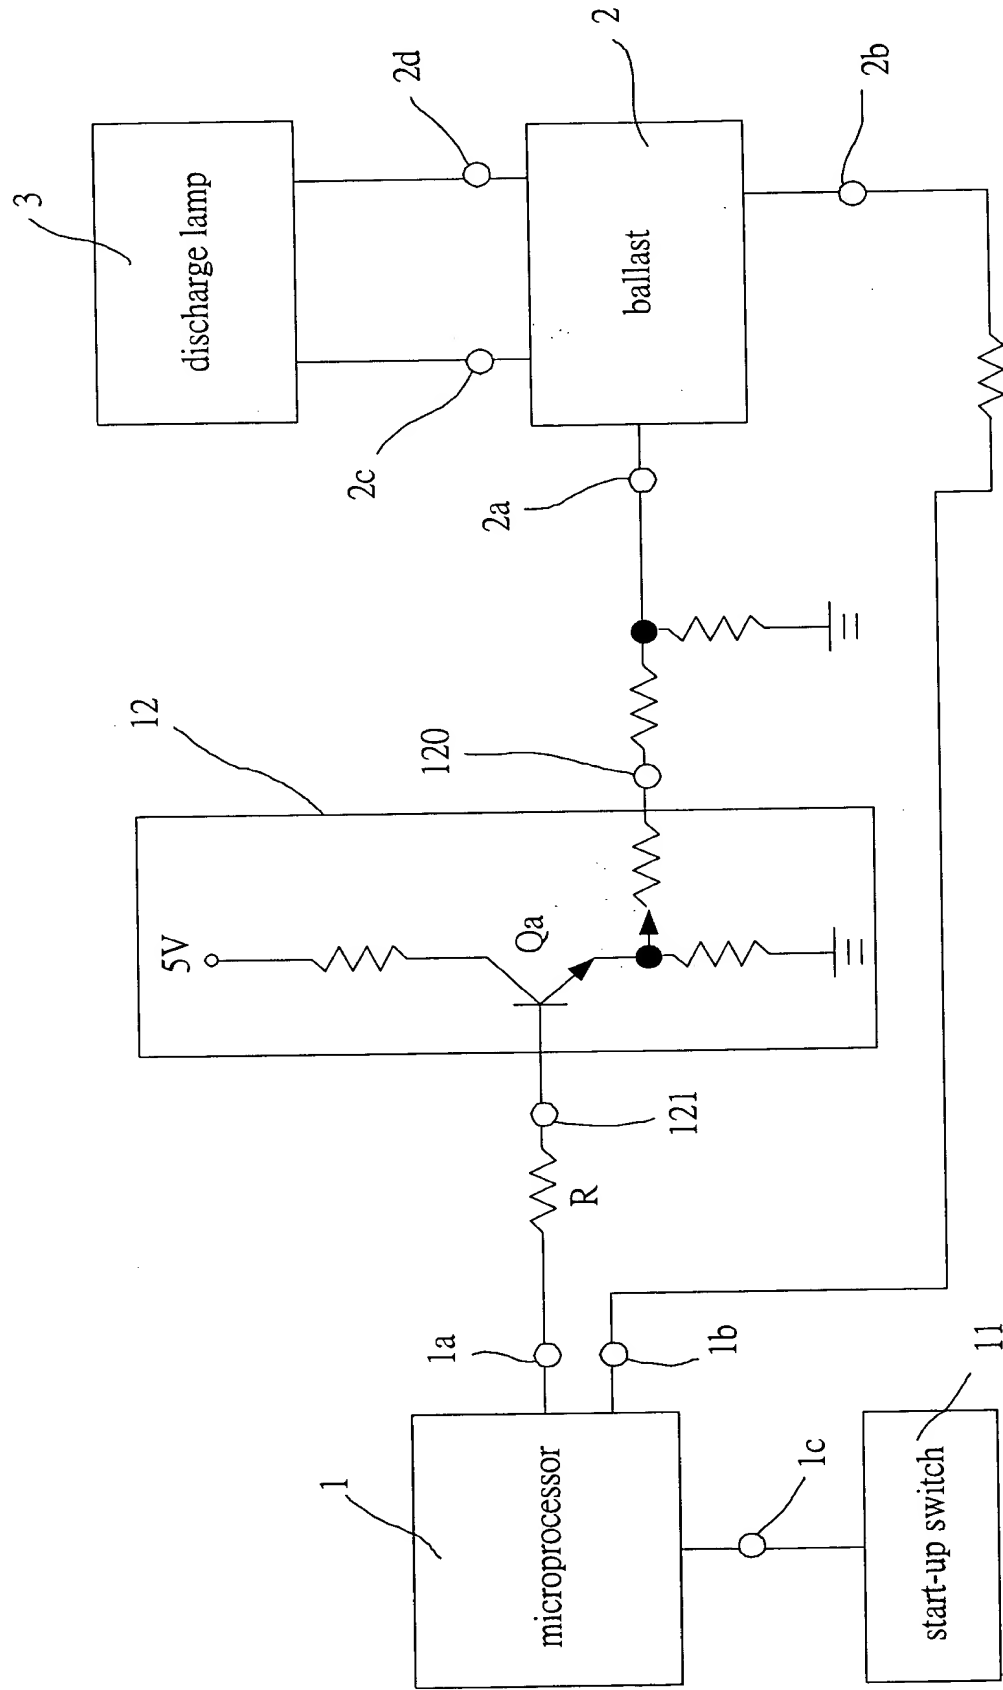 3
discharge lamp
2d
2c
2
ballast
2b
2a
12
5V
Qa
120
121
R
1a
1b
1
microprocessor
1c
11
start-up switch